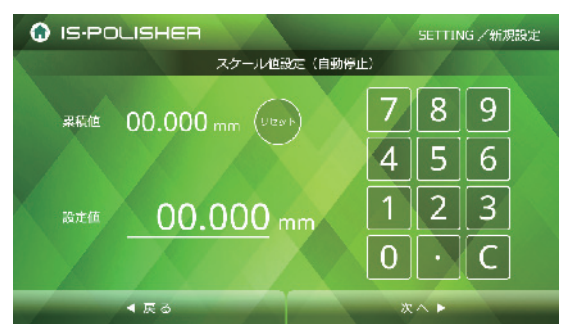 IS-POLISHER
SETTING／新規設定
スケール値設定（自動停止）
累積値 00.000 mm リセット
設定値 00.000 mm
7 8 9
4 5 6
1 2 3
0 ・ C
◀ 戻る
次へ ▶